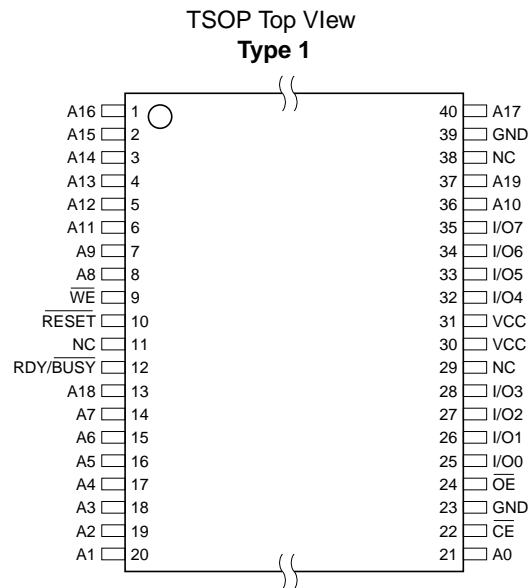 TSOP Top VIew
Type 1
A16 1 40 A17
A15 2 39 GND
A14 3 38 NC
A13 4 37 A19
A12 5 36 A10
A11 6 35 I/O7
A9 7 34 I/O6
A8 8 33 I/O5
WE 9 32 I/O4
RESET 10 31 VCC
NC 11 30 VCC
RDY/BUSY 12 29 NC
A18 13 28 I/O3
A7 14 27 I/O2
A6 15 26 I/O1
A5 16 25 I/O0
A4 17 24 OE
A3 18 23 GND
A2 19 22 CE
A1 20 21 A0